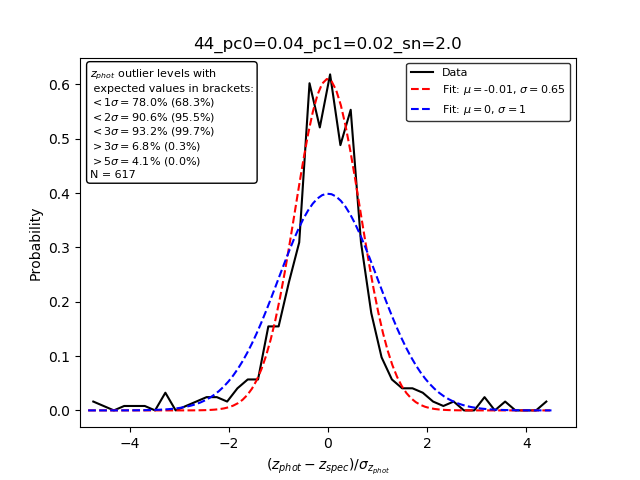 44_pc0=0.04_pc1=0.02_sn=2.0
z_phot outlier levels with
expected values in brackets:
<1σ = 78.0% (68.3%)
<2σ = 90.6% (95.5%)
<3σ = 93.2% (99.7%)
>3σ = 6.8% (0.3%)
>5σ = 4.1% (0.0%)
N = 617
Data
Fit: μ = -0.01, σ = 0.65
Fit: μ = 0, σ = 1
Probability
0.6
0.5
0.4
0.3
0.2
0.1
0.0
−4 −2 0 2 4
(z_phot − z_spec)/σ_z_phot